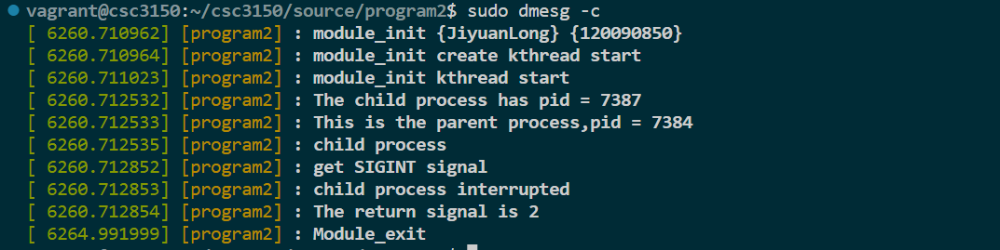 vagrant@csc3150:~/csc3150/source/program2$ sudo dmesg -c
[ 6260.710962] [program2] : module_init {JiyuanLong} {120090850}
[ 6260.710964] [program2] : module_init create kthread start
[ 6260.711023] [program2] : module_init kthread start
[ 6260.712532] [program2] : The child process has pid = 7387
[ 6260.712533] [program2] : This is the parent process,pid = 7384
[ 6260.712535] [program2] : child process
[ 6260.712852] [program2] : get SIGINT signal
[ 6260.712853] [program2] : child process interrupted
[ 6260.712854] [program2] : The return signal is 2
[ 6264.991999] [program2] : Module_exit